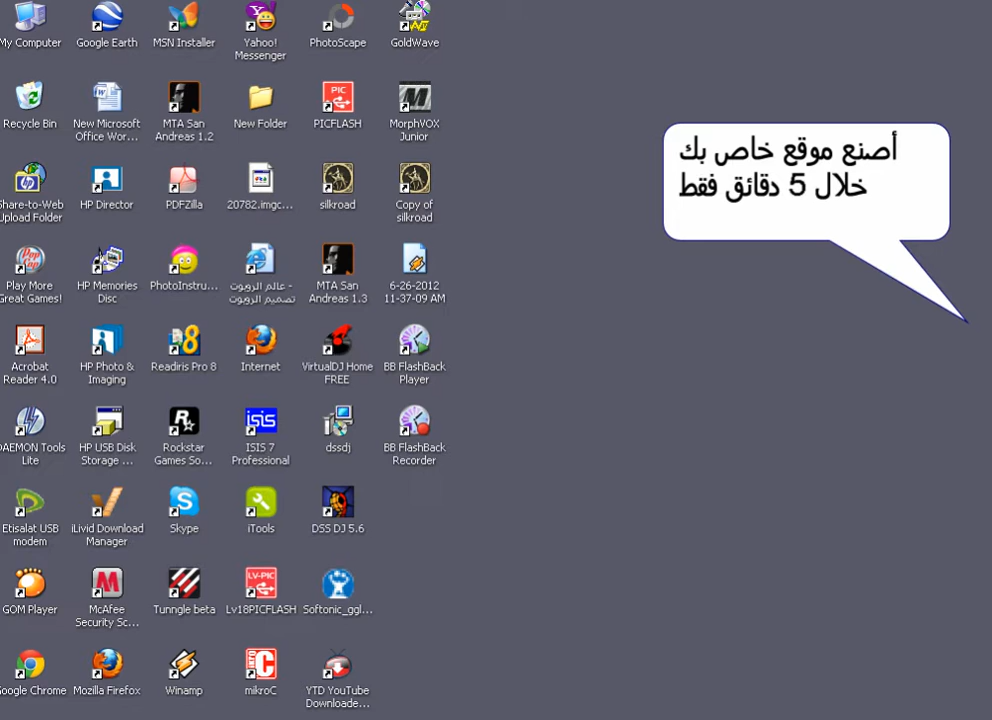 My Computer
Google Earth
MSN Installer
Yahoo!
Messenger
PhotoScape
GoldWave
Recycle Bin
New Microsoft
Office Wor...
MTA San
Andreas 1.2
New Folder
PIC
PICFLASH
MorphVOX
Junior
Share-to-Web
Upload Folder
HP Director
PDFZilla
20782.imgc...
silkroad
Copy of
silkroad
Play More
Great Games!
HP Memories
Disc
PhotoInstru...
عالم الروبوت -
تصميم الروبوت
MTA San
Andreas 1.3
6-26-2012
11-37-09 AM
Acrobat
Reader 4.0
HP Photo &
Imaging
Readiris Pro 8
Internet
VirtualDJ Home
FREE
BB FlashBack
Player
DAEMON Tools
Lite
HP USB Disk
Storage ...
Rockstar
Games So...
isis
ISIS 7
Professional
dssdj
BB FlashBack
Recorder
Etisalat USB
modem
iLivid Download
Manager
Skype
iTools
DSS DJ 5.6
GOM Player
McAfee
Security Sc...
Tunngle beta
LV-PIC
Lv18PICFLASH
Softonic_ggl...
Google Chrome
Mozilla Firefox
Winamp
mikroC
YTD YouTube
Downloade...
أصنع موقع خاص بك
خلال 5 دقائق فقط